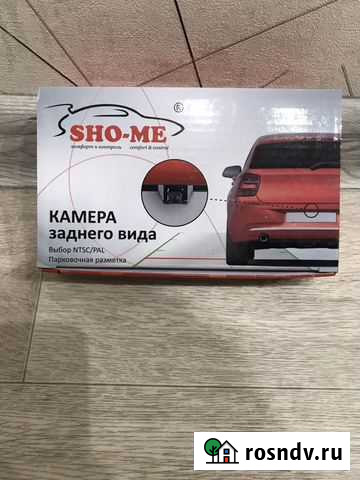 SHO-ME
®
комфорт и контроль comfort & control
КАМЕРА
заднего вида
Выбор NTSC/PAL
Парковочная разметка
rosndv.ru